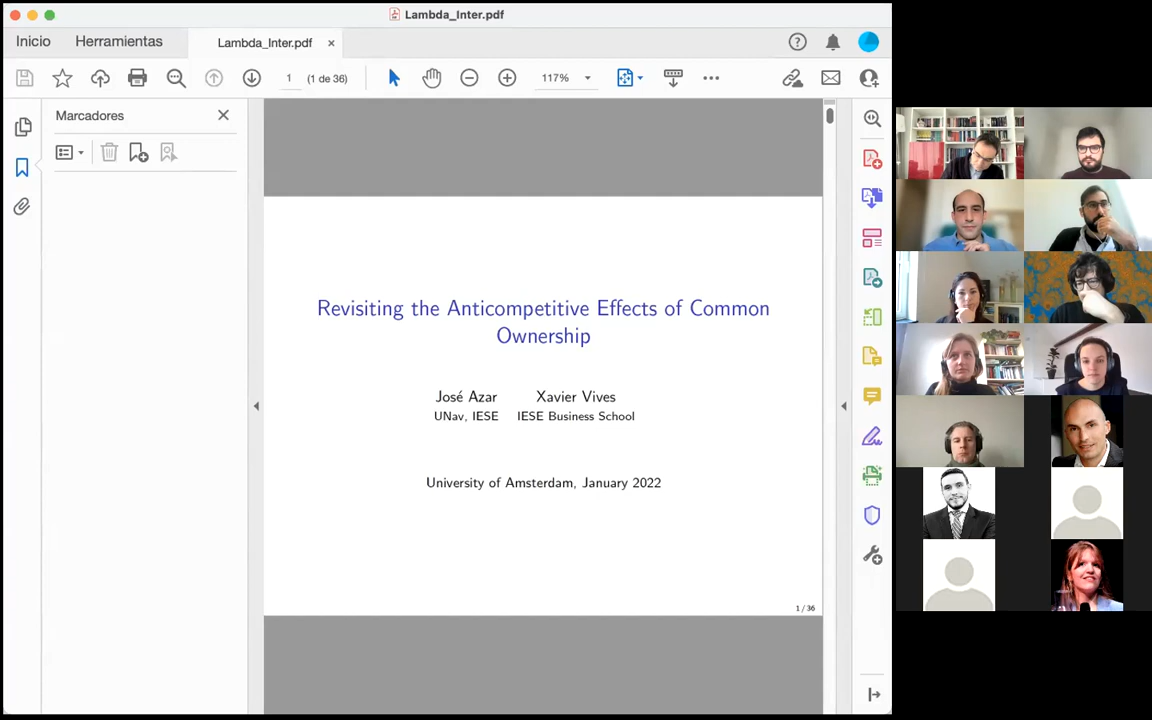 Lambda_Inter.pdf
Inicio
Herramientas
Lambda_Inter.pdf
1
(1 de 36)
117%
Marcadores
Revisiting the Anticompetitive Effects of Common
Ownership
José Azar Xavier Vives
UNav, IESE IESE Business School
University of Amsterdam, January 2022
1 / 36